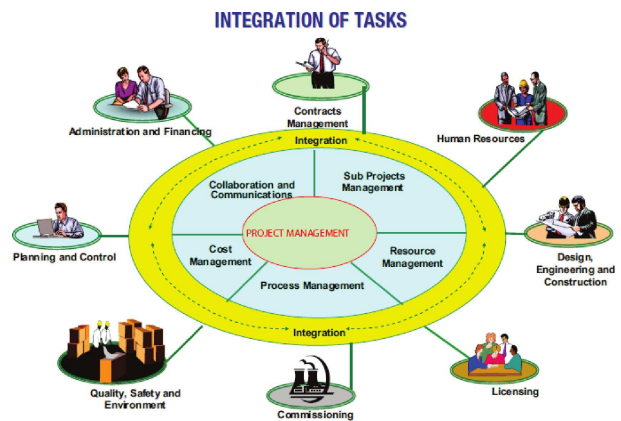 INTEGRATION OF TASKS
Contracts
Management
Administration and Financing
Human Resources
Integration
Collaboration and
Communications
Sub Projects
Management
PROJECT MANAGEMENT
Cost
Management
Resource
Management
Process Management
Planning and Control
Design,
Engineering and
Construction
Integration
Quality, Safety and
Environment
Commissioning
Licensing